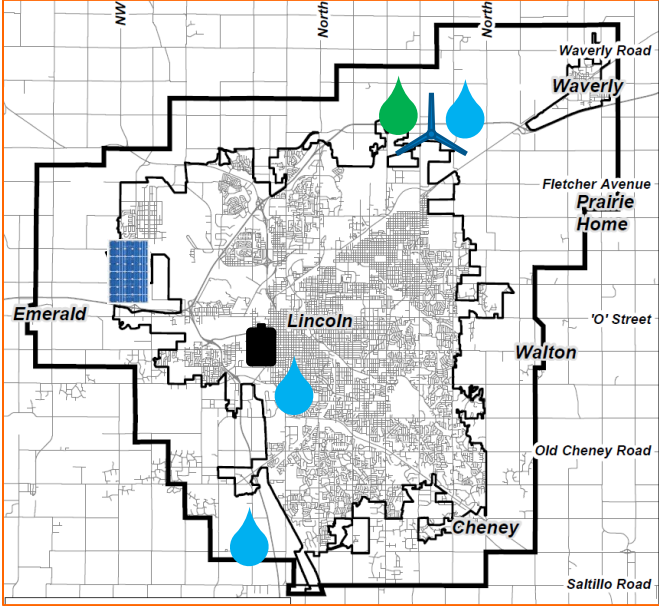 NW
North
North
Waverly Road
Waverly
Fletcher Avenue
Prairie
Home
Emerald
Lincoln
'O' Street
Walton
Old Cheney Road
Cheney
Saltillo Road